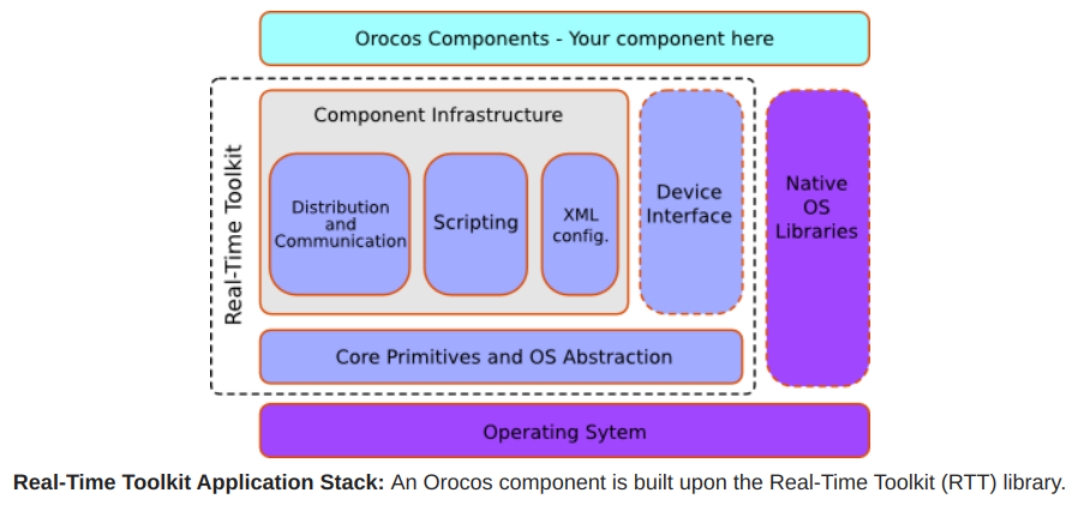 Orocos Components - Your component here
Real-Time Toolkit
Component Infrastructure
Distribution
and
Communication
Scripting
XML
config.
Device
Interface
Native
OS
Libraries
Core Primitives and OS Abstraction
Operating Sytem
Real-Time Toolkit Application Stack: An Orocos component is built upon the Real-Time Toolkit (RTT) library.